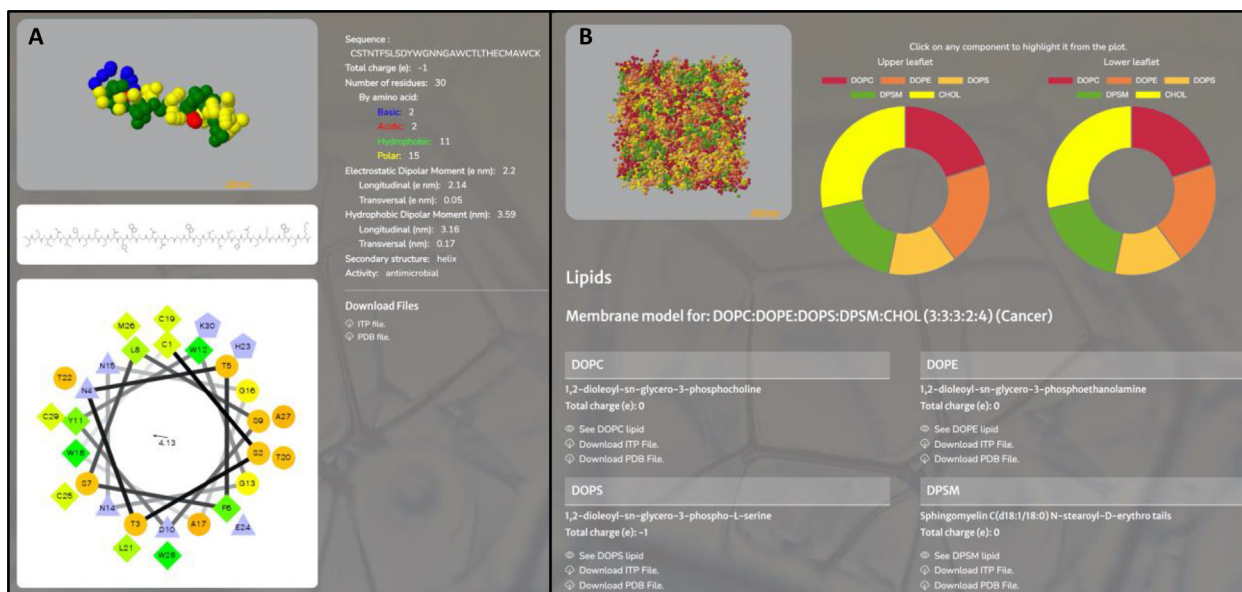 A
Sequence :
CSTNTFSLSDYWGNNGAWCTLTHECMAWCK
Total charge (e): -1
Number of residues: 30
By amino acid:
Basic: 2
Acidic: 2
Hydrophobic: 11
Polar: 15
Electrostatic Dipolar Moment (e nm): 2.2
Longitudinal (e nm): 2.14
Transversal (e nm): 0.05
Hydrophobic Dipolar Moment (nm): 3.59
Longitudinal (nm): 3.16
Transversal (nm): 0.17
Secondary structure: helix
Activity: antimicrobial
Download Files
ITP file.
PDB file.
C19
M26
K30
C1
L8
W12
H23
N15
T5
T22
N4
G16
C29
Y11
S9
A27
4.13
W18
S2
T20
S7
G13
C25
N14
F6
T3
D10
A17
E24
L21
W28
B
Click on any component to highlight it from the plot.
Upper leaflet
DOPC DOPE DOPS
DPSM CHOL
Lower leaflet
DOPC DOPE DOPS
DPSM CHOL
Lipids
Membrane model for: DOPC:DOPE:DOPS:DPSM:CHOL (3:3:3:2:4) (Cancer)
DOPC
1,2-dioleoyl-sn-glycero-3-phosphocholine
Total charge (e): 0
See DOPC lipid
Download ITP File.
Download PDB File.
DOPE
1,2-dioleoyl-sn-glycero-3-phosphoethanolamine
Total charge (e): 0
See DOPE lipid
Download ITP File.
Download PDB File.
DOPS
1,2-dioleoyl-sn-glycero-3-phospho-L-serine
Total charge (e): -1
See DOPS lipid
Download ITP File.
Download PDB File.
DPSM
Sphingomyelin C(d18:1/18:0) N-stearoyl-D-erythro tails
Total charge (e): 0
See DPSM lipid
Download ITP File.
Download PDB File.